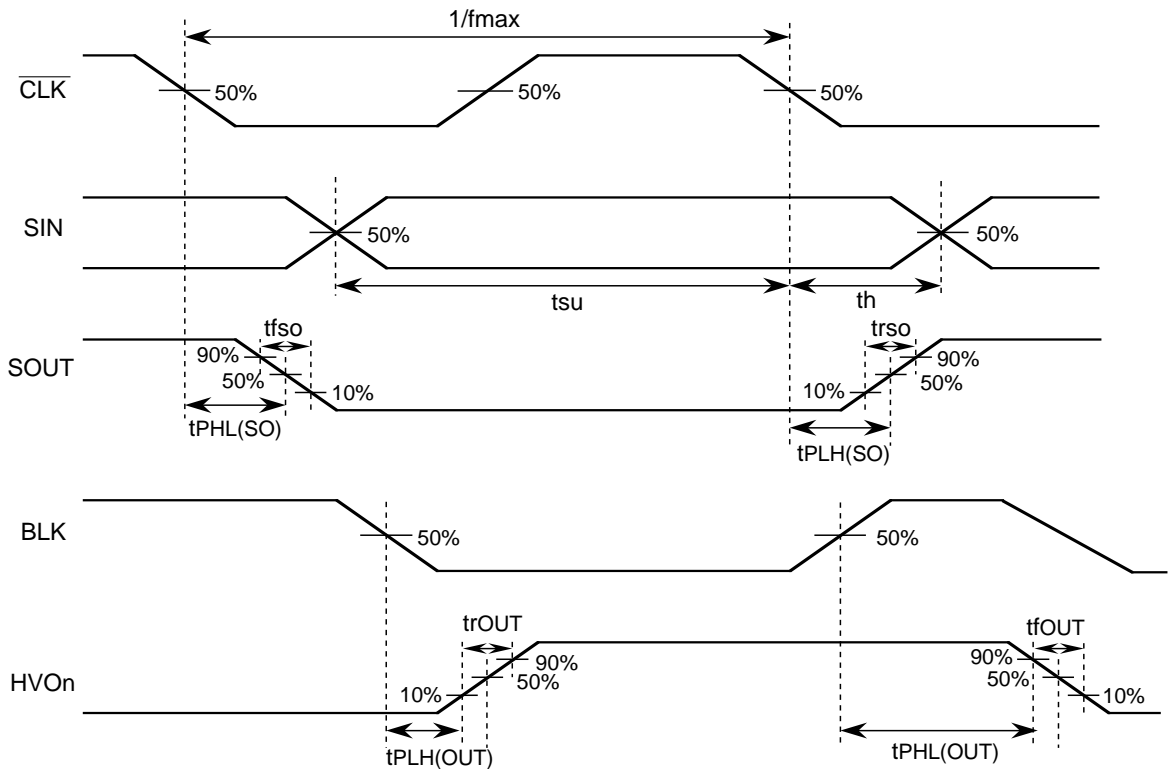 1/fmax
CLK
50%
50%
50%
SIN
50%
50%
tsu
th
tfso
trso
SOUT
90%
50%
10%
10%
90%
50%
tPHL(SO)
tPLH(SO)
BLK
50%
50%
trOUT
tfOUT
HVOn
10%
90%
50%
90%
50%
10%
tPLH(OUT)
tPHL(OUT)